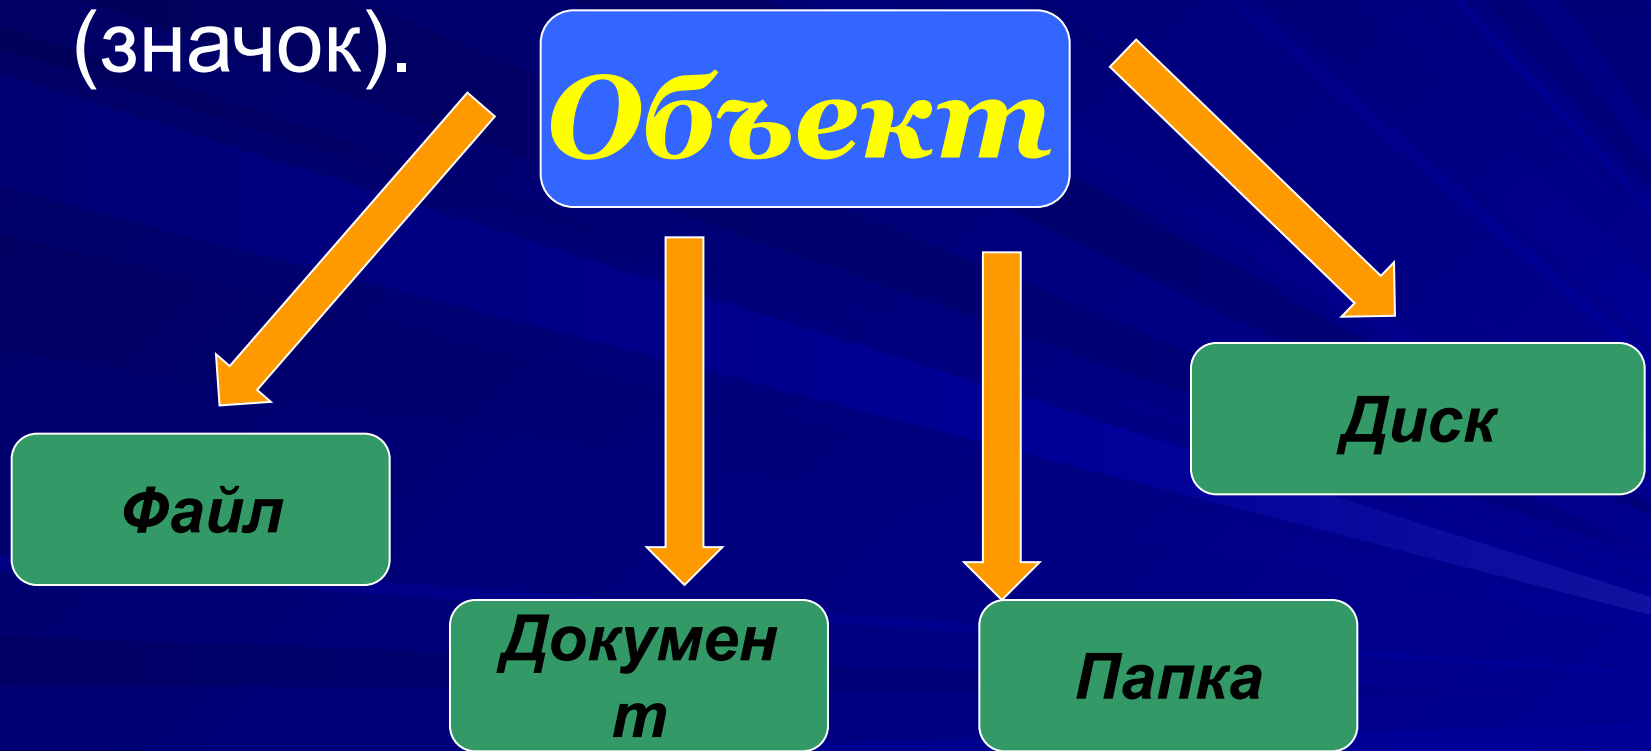 (значок).
Объект
Диск
Файл
Докумен
т
Папка